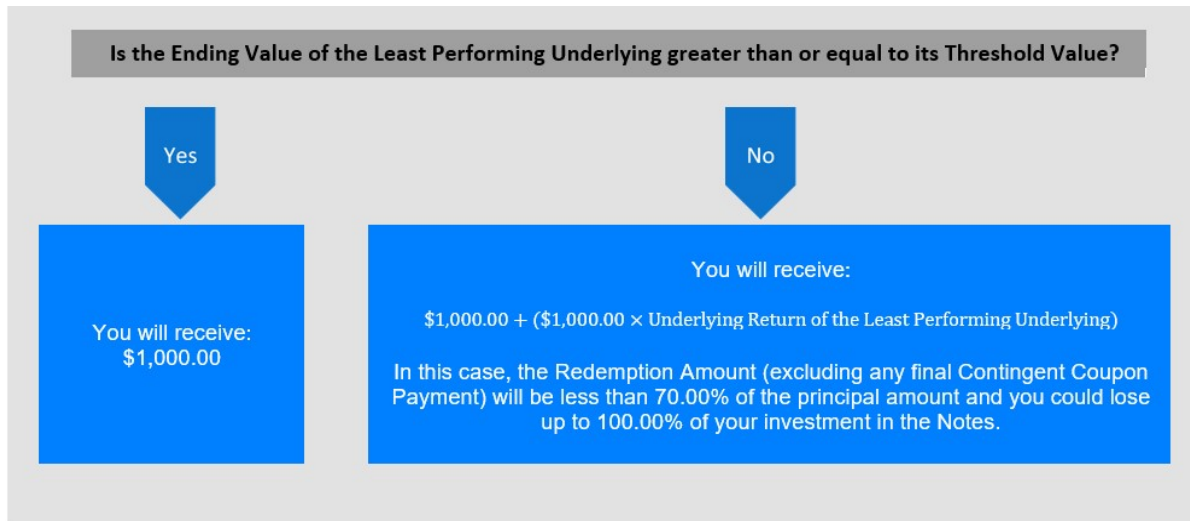 Is the Ending Value of the Least Performing Underlying greater than or equal to its Threshold Value?
Yes
No
You will receive:
$1,000.00
You will receive:
$1,000.00 + ($1,000.00 × Underlying Return of the Least Performing Underlying)
In this case, the Redemption Amount (excluding any final Contingent Coupon
Payment) will be less than 70.00% of the principal amount and you could lose
up to 100.00% of your investment in the Notes.